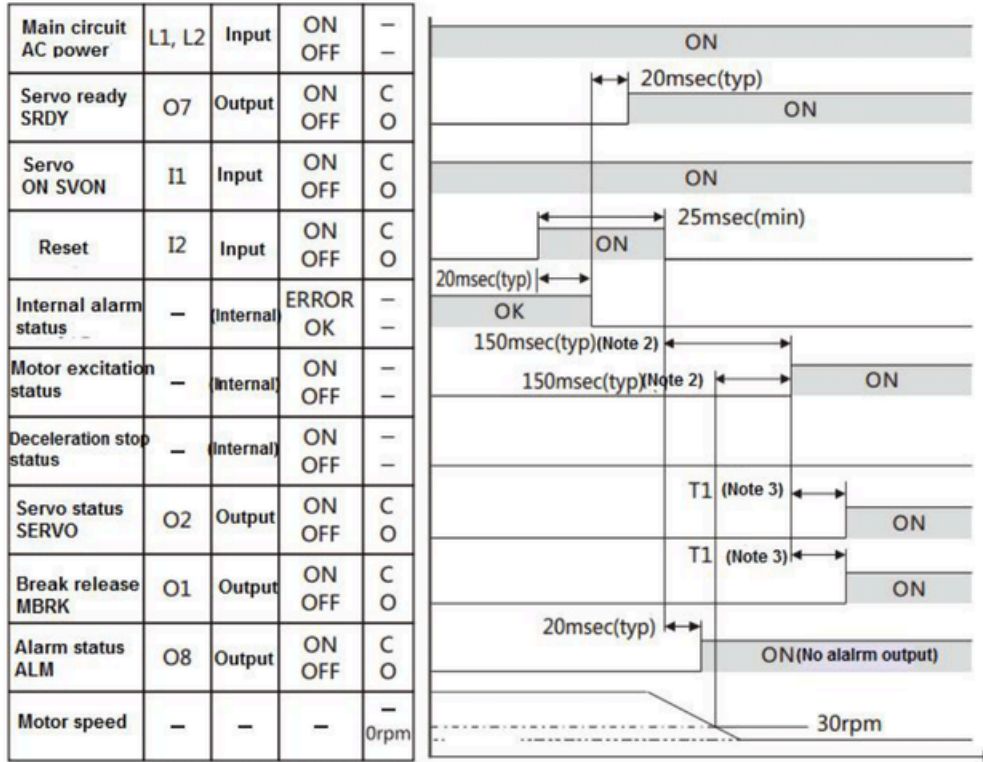 Main circuit
AC power
L1, L2
Input
ON
OFF
–
–
ON
20msec(typ)
Servo ready
SRDY
O7
Output
ON
OFF
C
O
ON
Servo
ON SVON
I1
Input
ON
OFF
C
O
ON
25msec(min)
Reset
I2
Input
ON
OFF
C
O
ON
20msec(typ)
Internal alarm
status
–
(Internal)
ERROR
OK
–
–
OK
150msec(typ)(Note 2)
Motor excitation
status
–
(Internal)
ON
OFF
–
–
150msec(typ)(Note 2)
ON
Deceleration stop
status
–
(Internal)
ON
OFF
–
–
T1 (Note 3)
Servo status
SERVO
O2
Output
ON
OFF
C
O
ON
T1 (Note 3)
Break release
MBRK
O1
Output
ON
OFF
C
O
ON
20msec(typ)
Alarm status
ALM
O8
Output
ON
OFF
C
O
ON(No alalrm output)
Motor speed
–
–
–
–
0rpm
30rpm